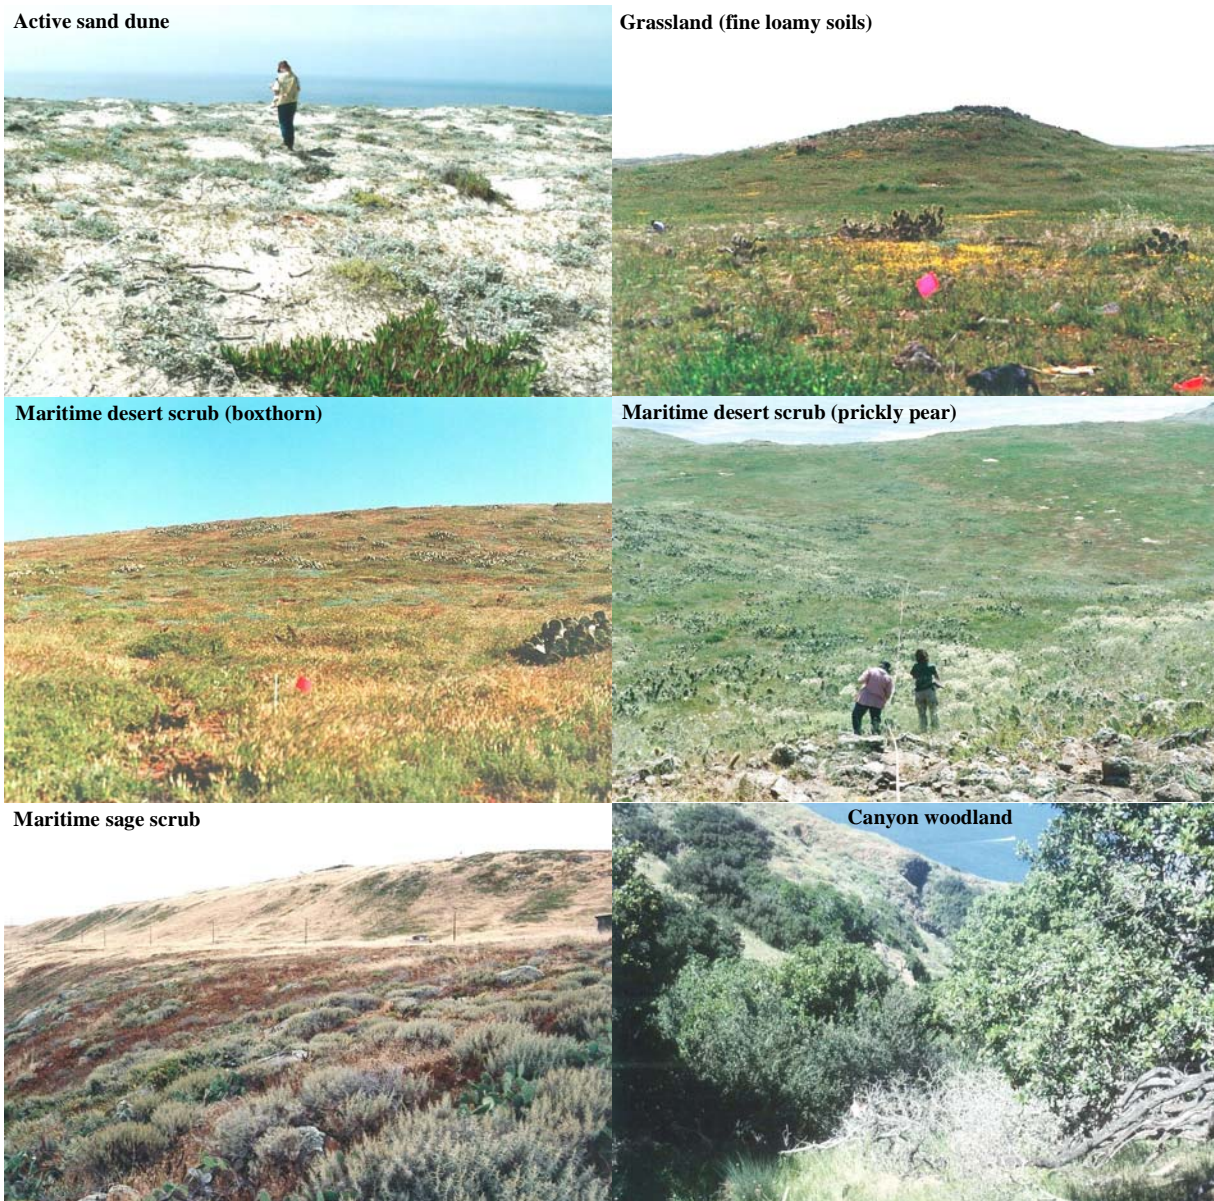 Active sand dune
Grassland (fine loamy soils)
Maritime desert scrub (boxthorn)
Maritime desert scrub (prickly pear)
Maritime sage scrub
Canyon woodland